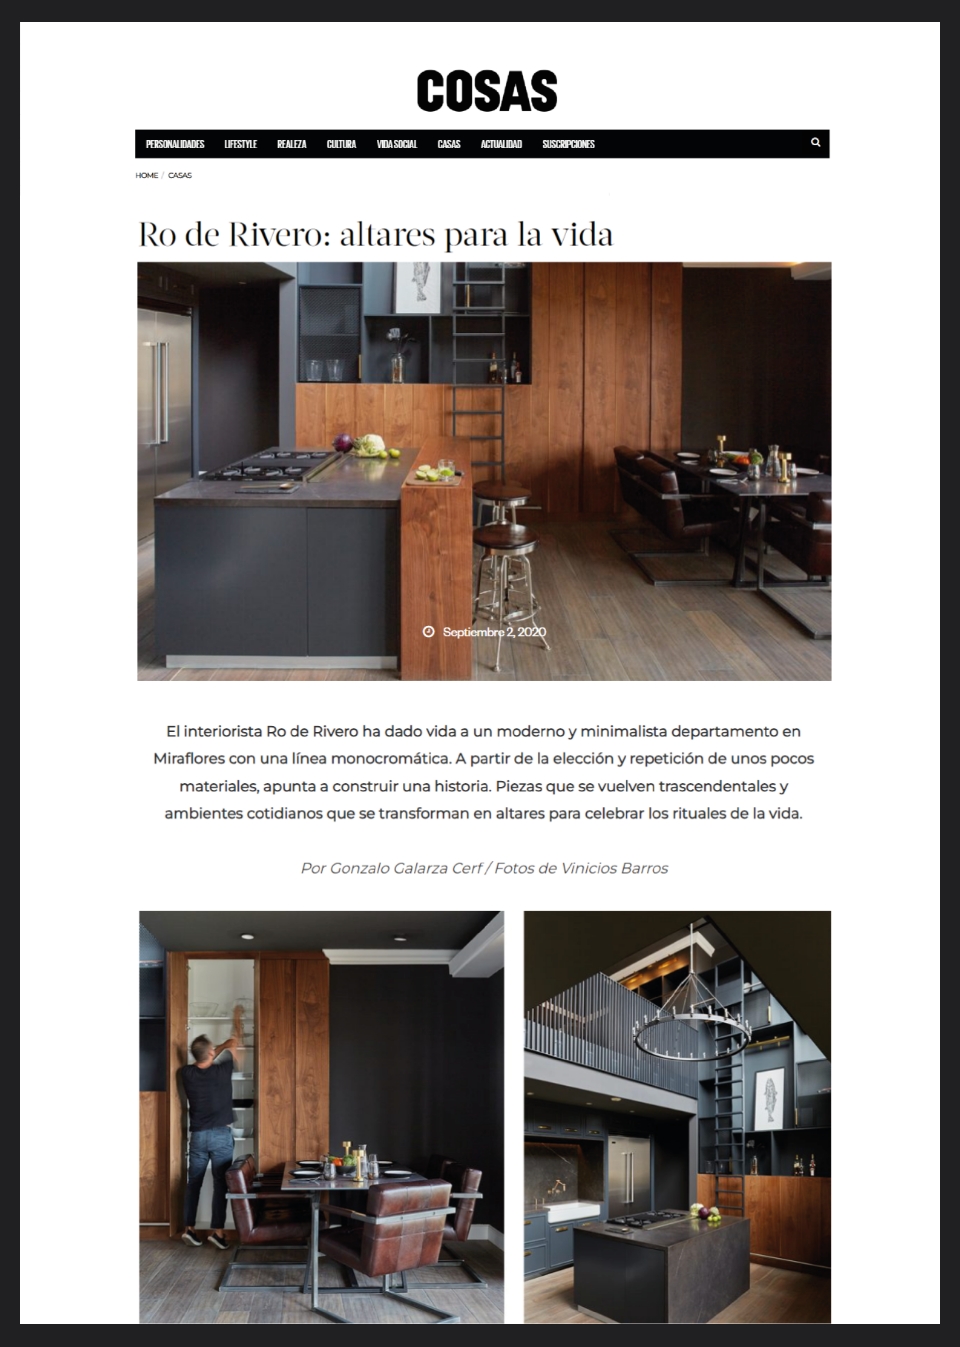 COSAS
PERSONALIDADES LIFESTYLE REALEZA CULTURA VIDA SOCIAL CASAS ACTUALIDAD SUSCRIPCIONES
HOME / CASAS
Ro de Rivero: altares para la vida
Septiembre 2, 2020
El interiorista Ro de Rivero ha dado vida a un moderno y minimalista departamento en
Miraflores con una línea monocromática. A partir de la elección y repetición de unos pocos
materiales, apunta a construir una historia. Piezas que se vuelven trascendentales y
ambientes cotidianos que se transforman en altares para celebrar los rituales de la vida.
Por Gonzalo Galarza Cerf / Fotos de Vinicios Barros